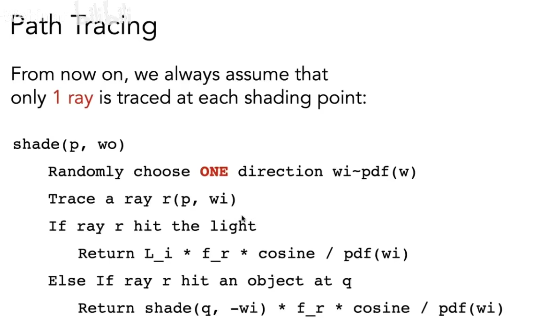 Path Tracing
From now on, we always assume that
only 1 ray is traced at each shading point:
shade(p, wo)
Randomly choose ONE direction wi~pdf(w)
Trace a ray r(p, wi)
If ray r hit the light
Return L_i * f_r * cosine / pdf(wi)
Else If ray r hit an object at q
Return shade(q, -wi) * f_r * cosine / pdf(wi)